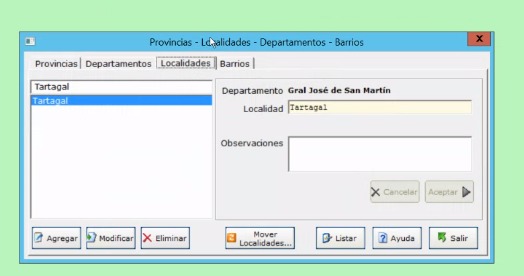 Provincias - Localidades - Departamentos - Barrios
X
Provincias Departamentos Localidades Barrios
Tartagal
Tartagal
Departamento Gral José de San Martín
Localidad Tartagal
Observaciones
Cancelar Aceptar
Agregar Modificar Eliminar Mover Localidades... Listar Ayuda Salir